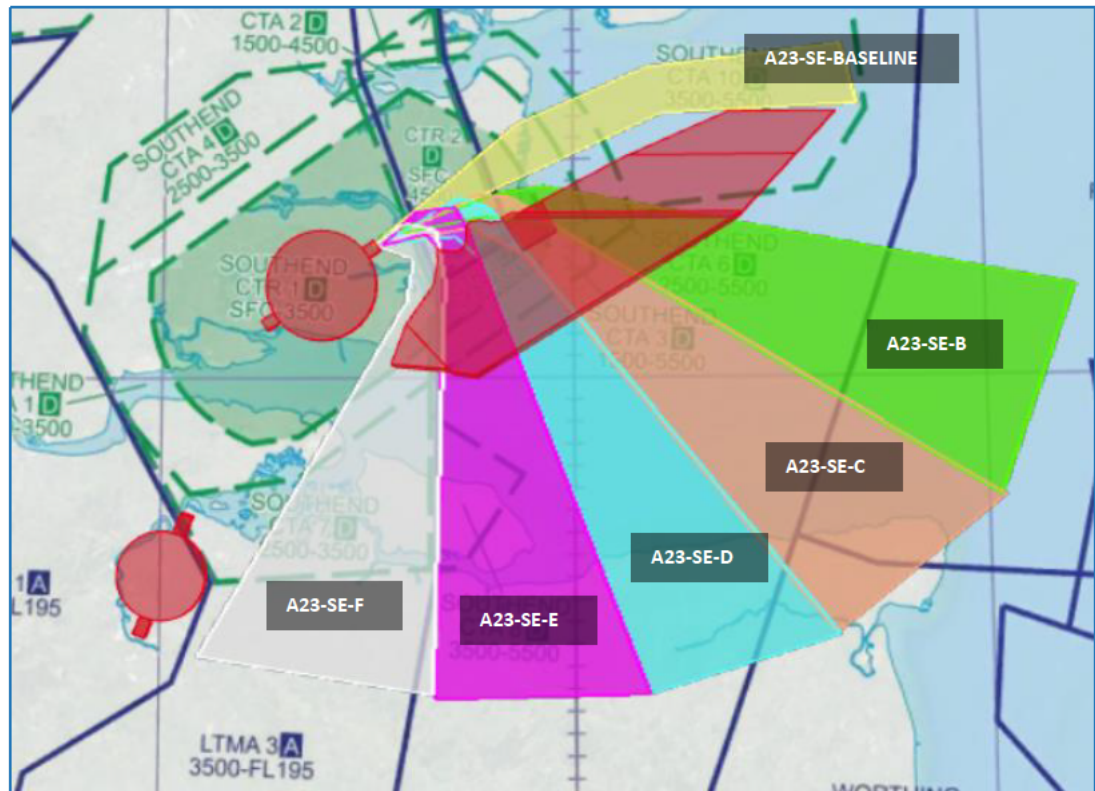 CTA 2 D
1500-4500
SOUTHEND
CTA 10 D
3500-5500
A23-SE-BASELINE
SOUTHEND
CTA 4 D
2500-3500
CTR 2
D
SFC
SOUTHEND
CTR 1 D
SFC-3500
SOUTHEND
CTA 6 D
2500-5500
SOUTHEND
CTA 3 D
1500-5500
A23-SE-B
THEND
1 D
3500
A23-SE-C
SOUTHEND
CTA 7 D
2500-3500
A23-SE-D
1 A
L195
A23-SE-F
A23-SE-E
3500-5500
LTMA 3 A
3500-FL195
WORTHING